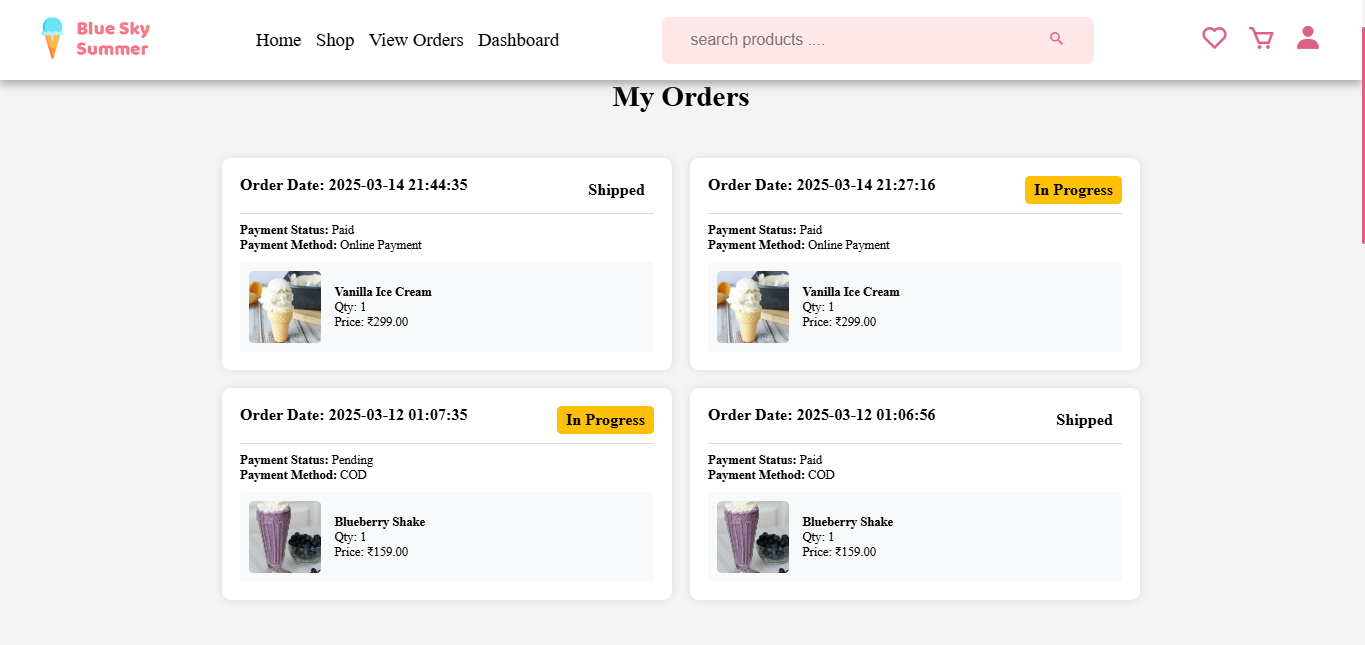 Blue Sky
Summer
Home Shop View Orders Dashboard
search products ....
My Orders
Order Date: 2025-03-14 21:44:35
Shipped
Payment Status: Paid
Payment Method: Online Payment
Vanilla Ice Cream
Qty: 1
Price: ₹299.00
Order Date: 2025-03-14 21:27:16
In Progress
Payment Status: Paid
Payment Method: Online Payment
Vanilla Ice Cream
Qty: 1
Price: ₹299.00
Order Date: 2025-03-12 01:07:35
In Progress
Payment Status: Pending
Payment Method: COD
Blueberry Shake
Qty: 1
Price: ₹159.00
Order Date: 2025-03-12 01:06:56
Shipped
Payment Status: Paid
Payment Method: COD
Blueberry Shake
Qty: 1
Price: ₹159.00